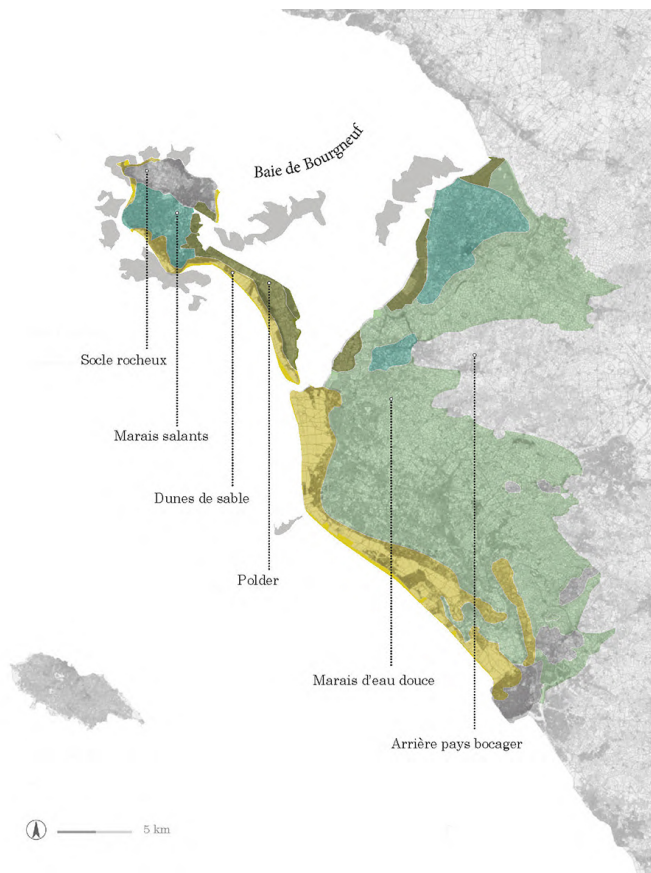 Baie de Bourgneuf
Socle rocheux
Marais salants
Dunes de sable
Polder
Marais d'eau douce
Arrière pays bocager
5 km